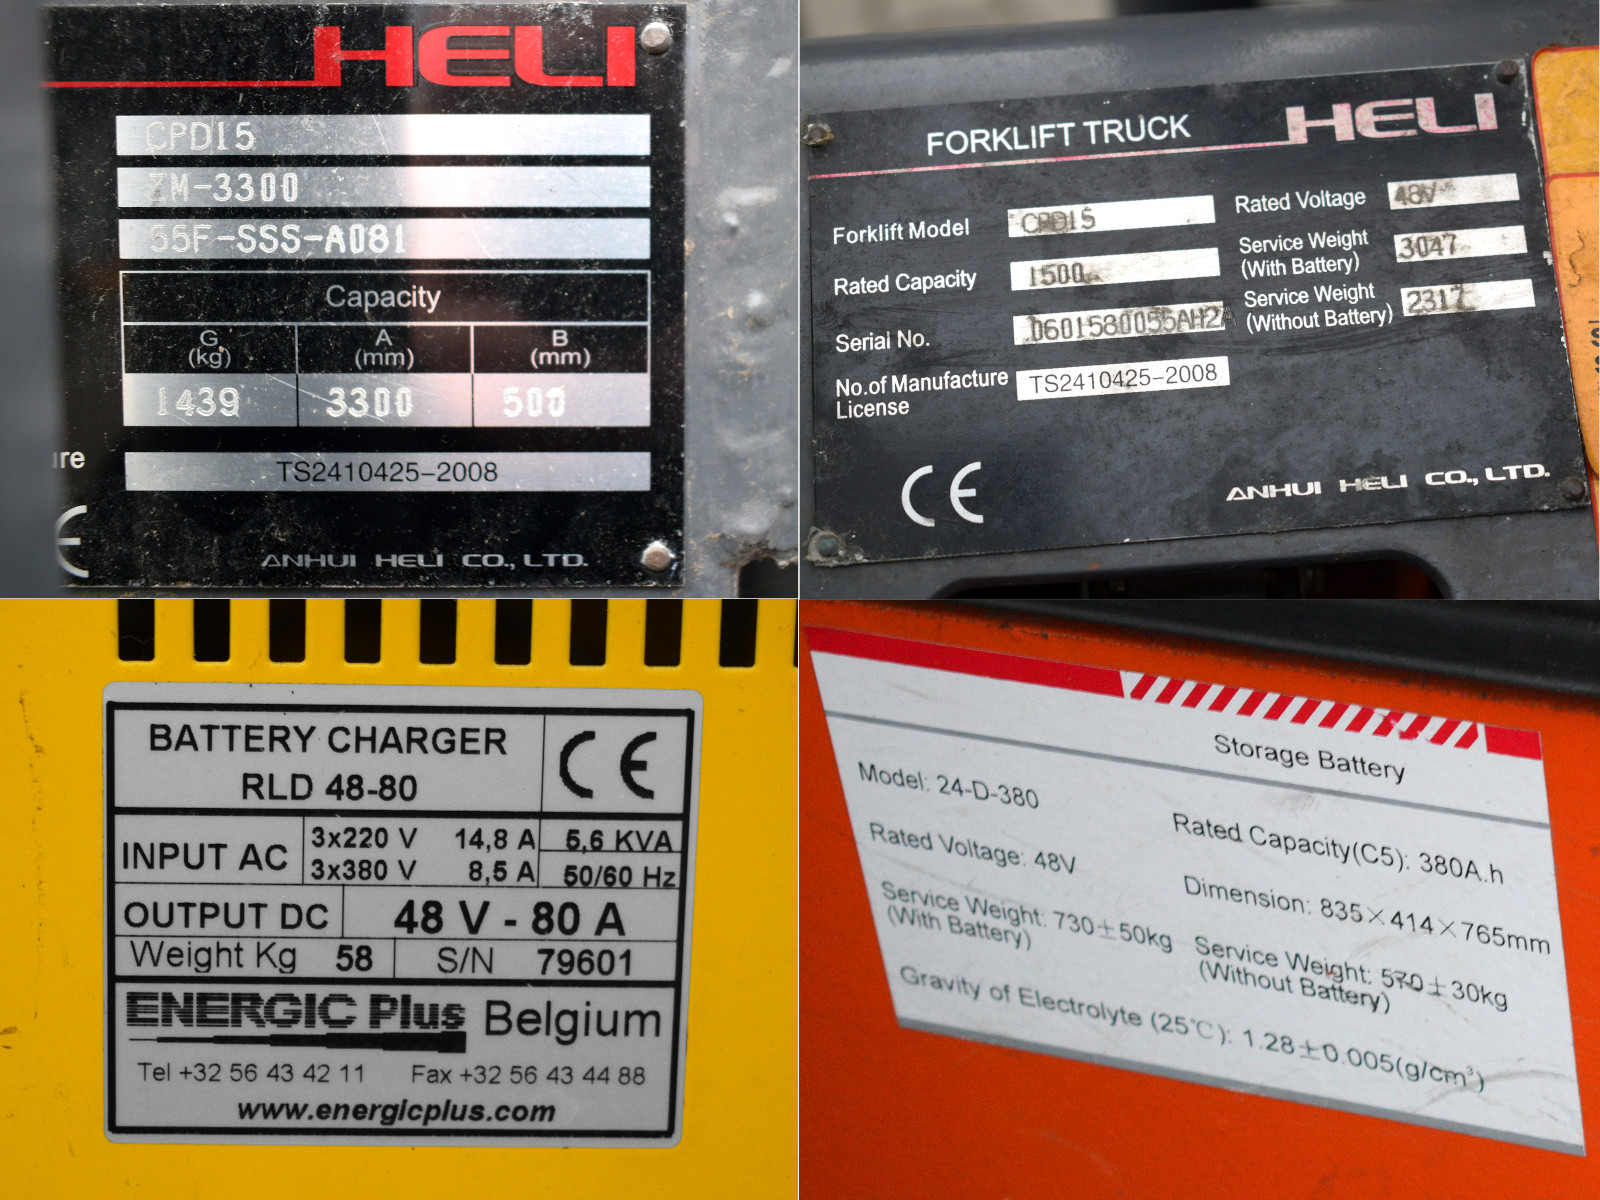 HELI
CPD15
ZM-3300
55F-SSS-A081
Capacity
G (kg) A (mm) B (mm)
1439 3300 500
ure
TS2410425-2008
CE
ANHUI HELI CO., LTD.
FORKLIFT TRUCK HELI
Forklift Model CPD15 Rated Voltage 48V
Rated Capacity 1500 Service Weight (With Battery) 3047
Serial No. 0601580055AH2A Service Weight (Without Battery) 2317
No.of Manufacture License TS2410425-2008
CE
ANHUI HELI CO., LTD.
BATTERY CHARGER
RLD 48-80
CE
INPUT AC
3x220 V 14,8 A 5,6 KVA
3x380 V 8,5 A 50/60 Hz
OUTPUT DC 48 V - 80 A
Weight Kg 58 S/N 79601
ENERGIC Plus Belgium
Tel +32 56 43 42 11 Fax +32 56 43 44 88
www.energicplus.com
Storage Battery
Model: 24-D-380 Rated Capacity(C5): 380A.h
Rated Voltage: 48V Dimension: 835×414×765mm
Service Weight: 730±50kg
(With Battery)
Service Weight: 570±30kg
(Without Battery)
Gravity of Electrolyte (25℃): 1.28±0.005(g/cm³)